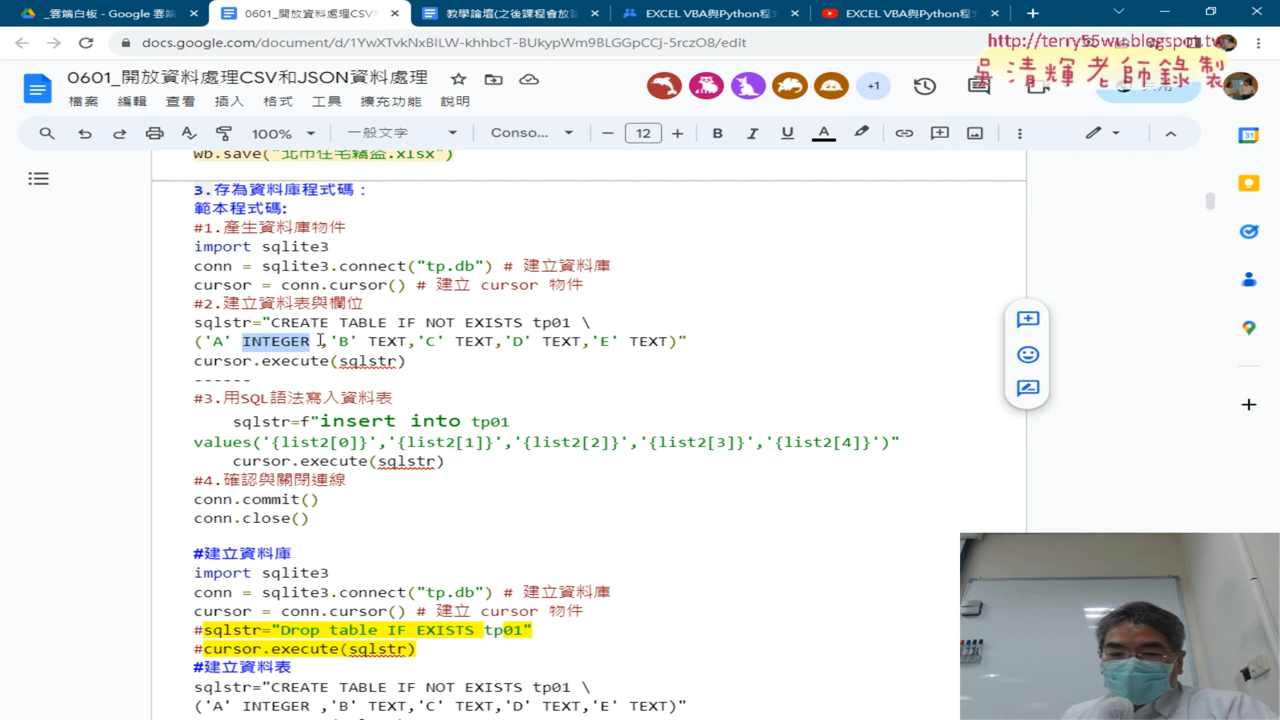 _雲端白板 - Google 雲端
0601_開放資料處理CSV
教學論壇(之後課程會放
EXCEL VBA與Python程
EXCEL VBA與Python程
docs.google.com/document/d/1YwXTvkNxBILW-khhbcT-BUkypWm9BLGGpCCj-5rczO8/edit
http://terry55wu.blogspot.tw
吳清輝老師錄製
0601_開放資料處理CSV和JSON資料處理
檔案 編輯 查看 插入 格式 工具 擴充功能 說明
+1
100% 一般文字 Conso... 12 B I U A
31
wb.save("北市住宅竊盜.xlsx")
3.存為資料庫程式碼：
範本程式碼:
#1.產生資料庫物件
import sqlite3
conn = sqlite3.connect("tp.db") # 建立資料庫
cursor = conn.cursor() # 建立 cursor 物件
#2.建立資料表與欄位
sqlstr="CREATE TABLE IF NOT EXISTS tp01 \
('A' INTEGER ,'B' TEXT,'C' TEXT,'D' TEXT,'E' TEXT)"
cursor.execute(sqlstr)
------
#3.用SQL語法寫入資料表
sqlstr=f"insert into tp01
values('{list2[0]}','{list2[1]}','{list2[2]}','{list2[3]}','{list2[4]}')"
cursor.execute(sqlstr)
#4.確認與關閉連線
conn.commit()
conn.close()
#建立資料庫
import sqlite3
conn = sqlite3.connect("tp.db") # 建立資料庫
cursor = conn.cursor() # 建立 cursor 物件
#sqlstr="Drop table IF EXISTS tp01"
#cursor.execute(sqlstr)
#建立資料表
sqlstr="CREATE TABLE IF NOT EXISTS tp01 \
('A' INTEGER ,'B' TEXT,'C' TEXT,'D' TEXT,'E' TEXT)"